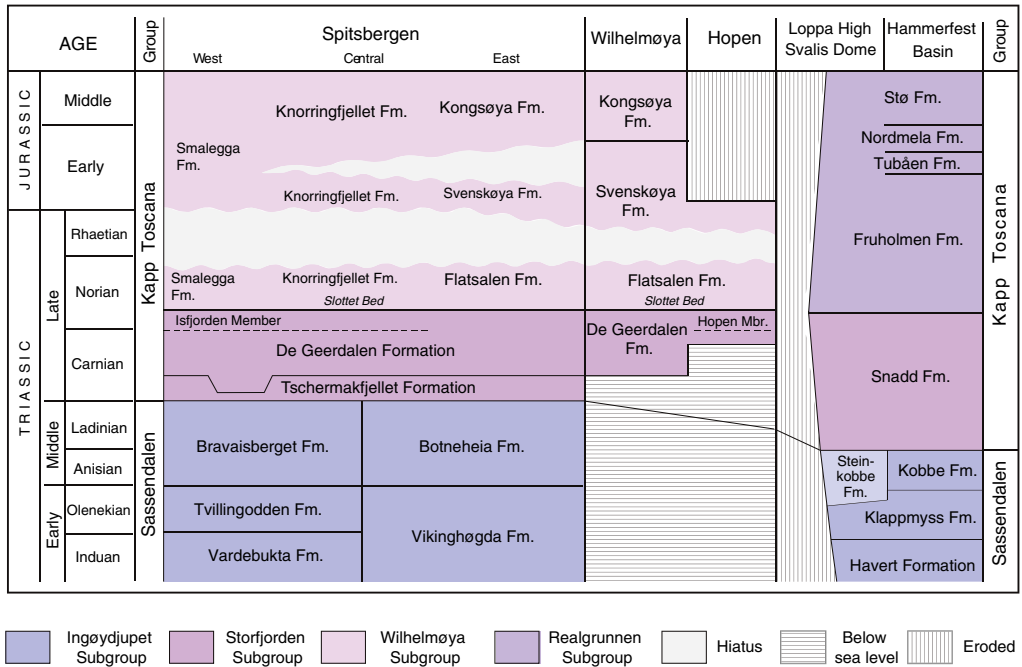 AGE
Group
Spitsbergen
West
Central
East
Wilhelmøya
Hopen
Loppa High
Svalis Dome
Hammerfest
Basin
Group
JURASSIC
Middle
Early
TRIASSIC
Late
Rhaetian
Norian
Carnian
Middle
Ladinian
Anisian
Early
Olenekian
Induan
Kapp Toscana
Sassendalen
Knorringfjellet Fm.
Kongsøya Fm.
Smalegga
Fm.
Knorringfjellet Fm.
Svenskøya Fm.
Smalegga
Fm.
Knorringfjellet Fm.
Flatsalen Fm.
Slottet Bed
Isfjorden Member
De Geerdalen Formation
Tschermakfjellet Formation
Bravaisberget Fm.
Botneheia Fm.
Tvillingodden Fm.
Vikinghøgda Fm.
Vardebukta Fm.
Kongsøya
Fm.
Svenskøya
Fm.
Flatsalen Fm.
Slottet Bed
De Geerdalen
Fm.
Hopen Mbr.
Stø Fm.
Nordmela Fm.
Tubåen Fm.
Fruholmen Fm.
Snadd Fm.
Stein-
kobbe
Fm.
Kobbe Fm.
Klappmyss Fm.
Havert Formation
Kapp Toscana
Sassendalen
Ingøydjupet
Subgroup
Storfjorden
Subgroup
Wilhelmøya
Subgroup
Realgrunnen
Subgroup
Hiatus
Below
sea level
Eroded